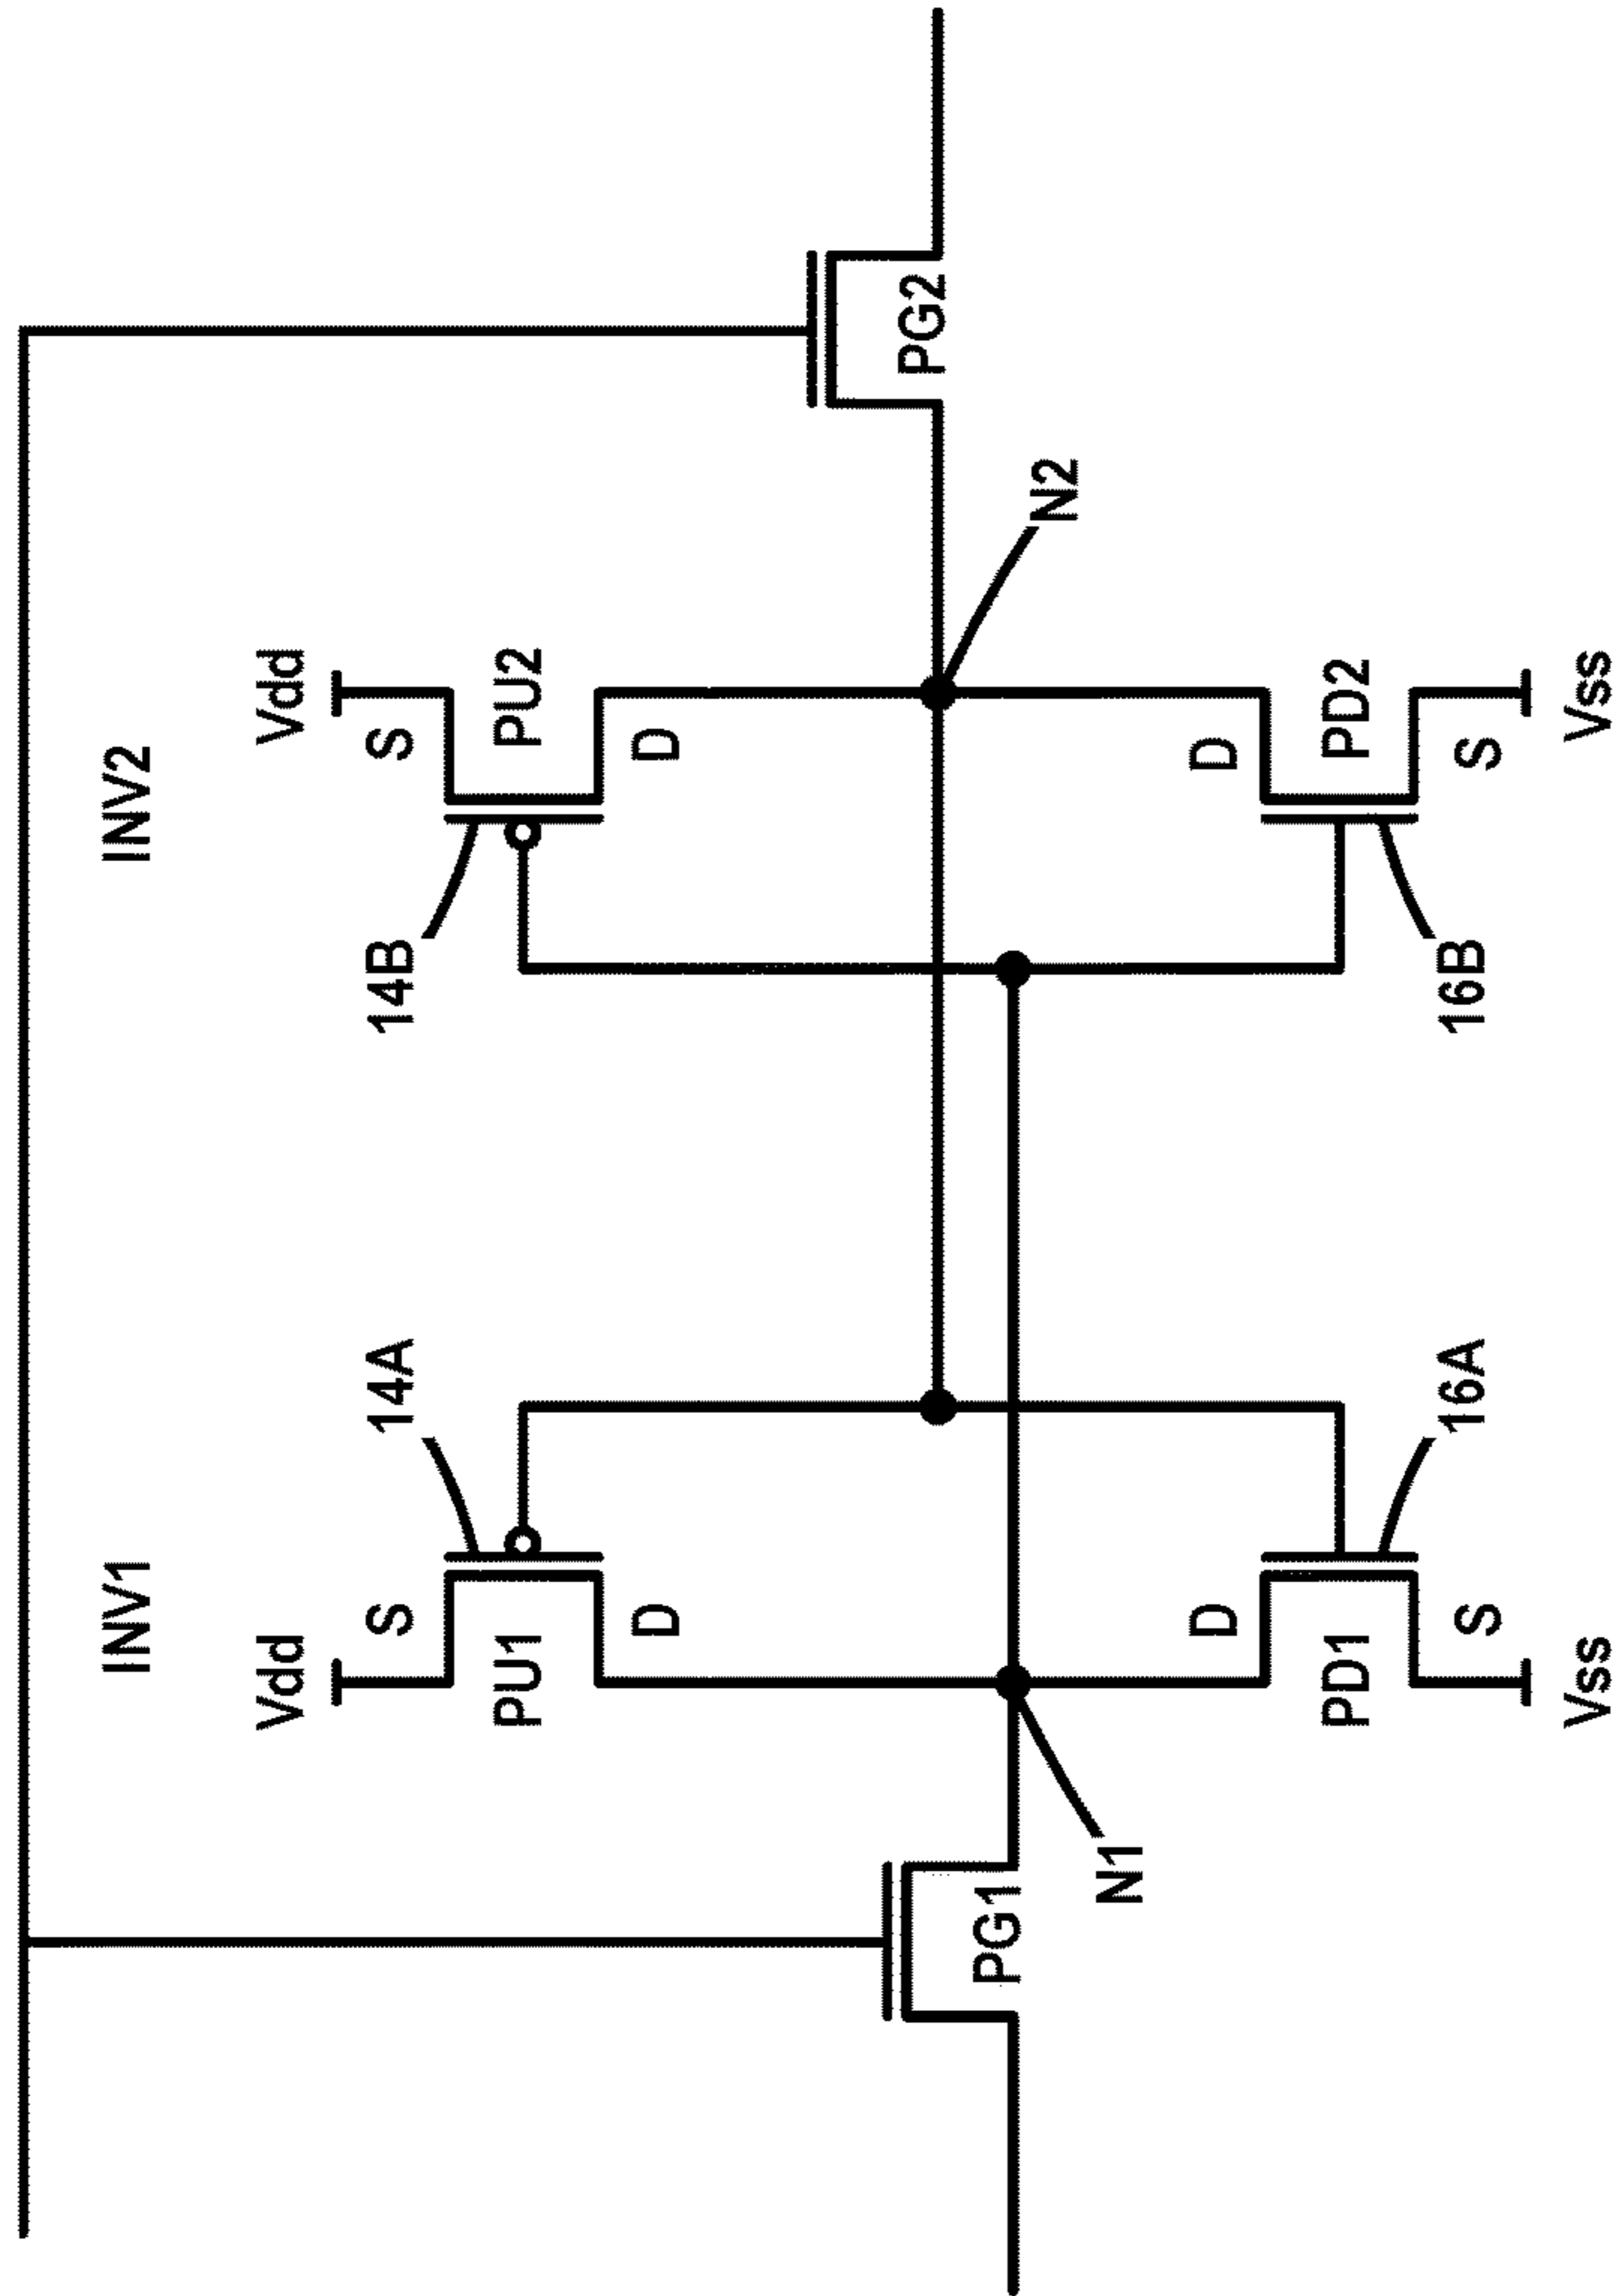 INV1
INV2
Vdd
Vdd
S
14A
14B
S
PU1
PU2
D
D
PG2
PG1
N2
N1
D
D
PD1
PD2
S
16A
16B
S
Vss
Vss